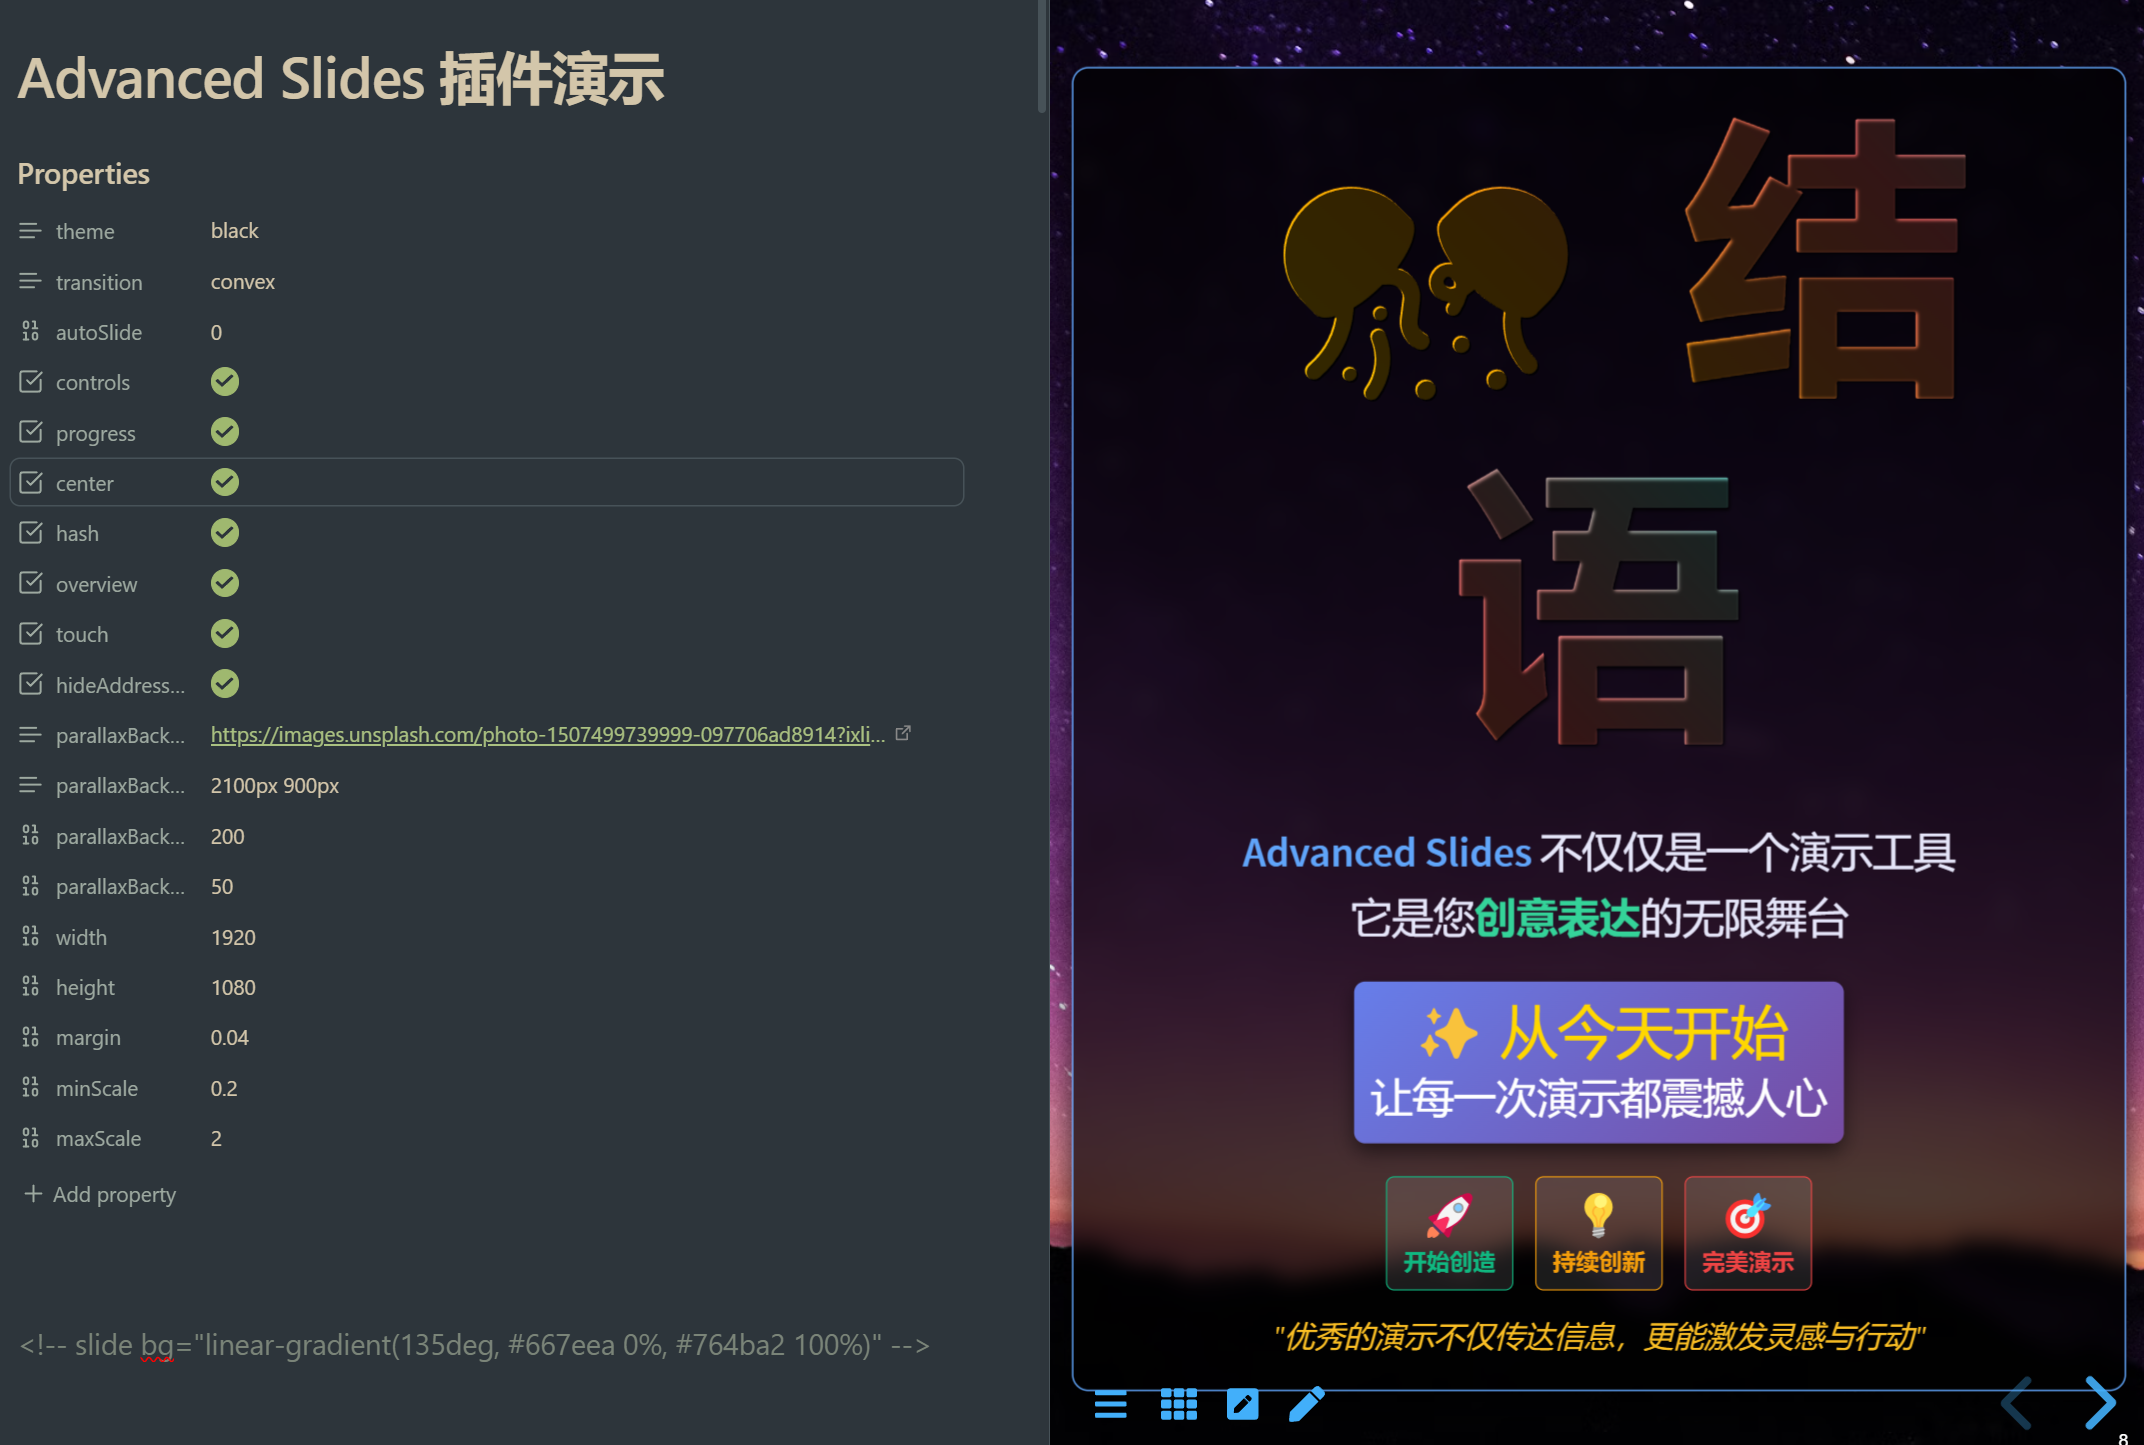 Advanced Slides 插件演示
Properties
theme black
transition convex
autoSlide 0
controls
progress
center
hash
overview
touch
hideAddress...
parallaxBack... https://images.unsplash.com/photo-1507499739999-097706ad8914?ixli...
parallaxBack... 2100px 900px
parallaxBack... 200
parallaxBack... 50
width 1920
height 1080
margin 0.04
minScale 0.2
maxScale 2
Add property
<!-- slide bg="linear-gradient(135deg, #667eea 0%, #764ba2 100%)" -->
结
语
Advanced Slides 不仅仅是一个演示工具
它是您创意表达的无限舞台
✨ 从今天开始
让每一次演示都震撼人心
开始创造
持续创新
完美演示
"优秀的演示不仅传达信息，更能激发灵感与行动"
8